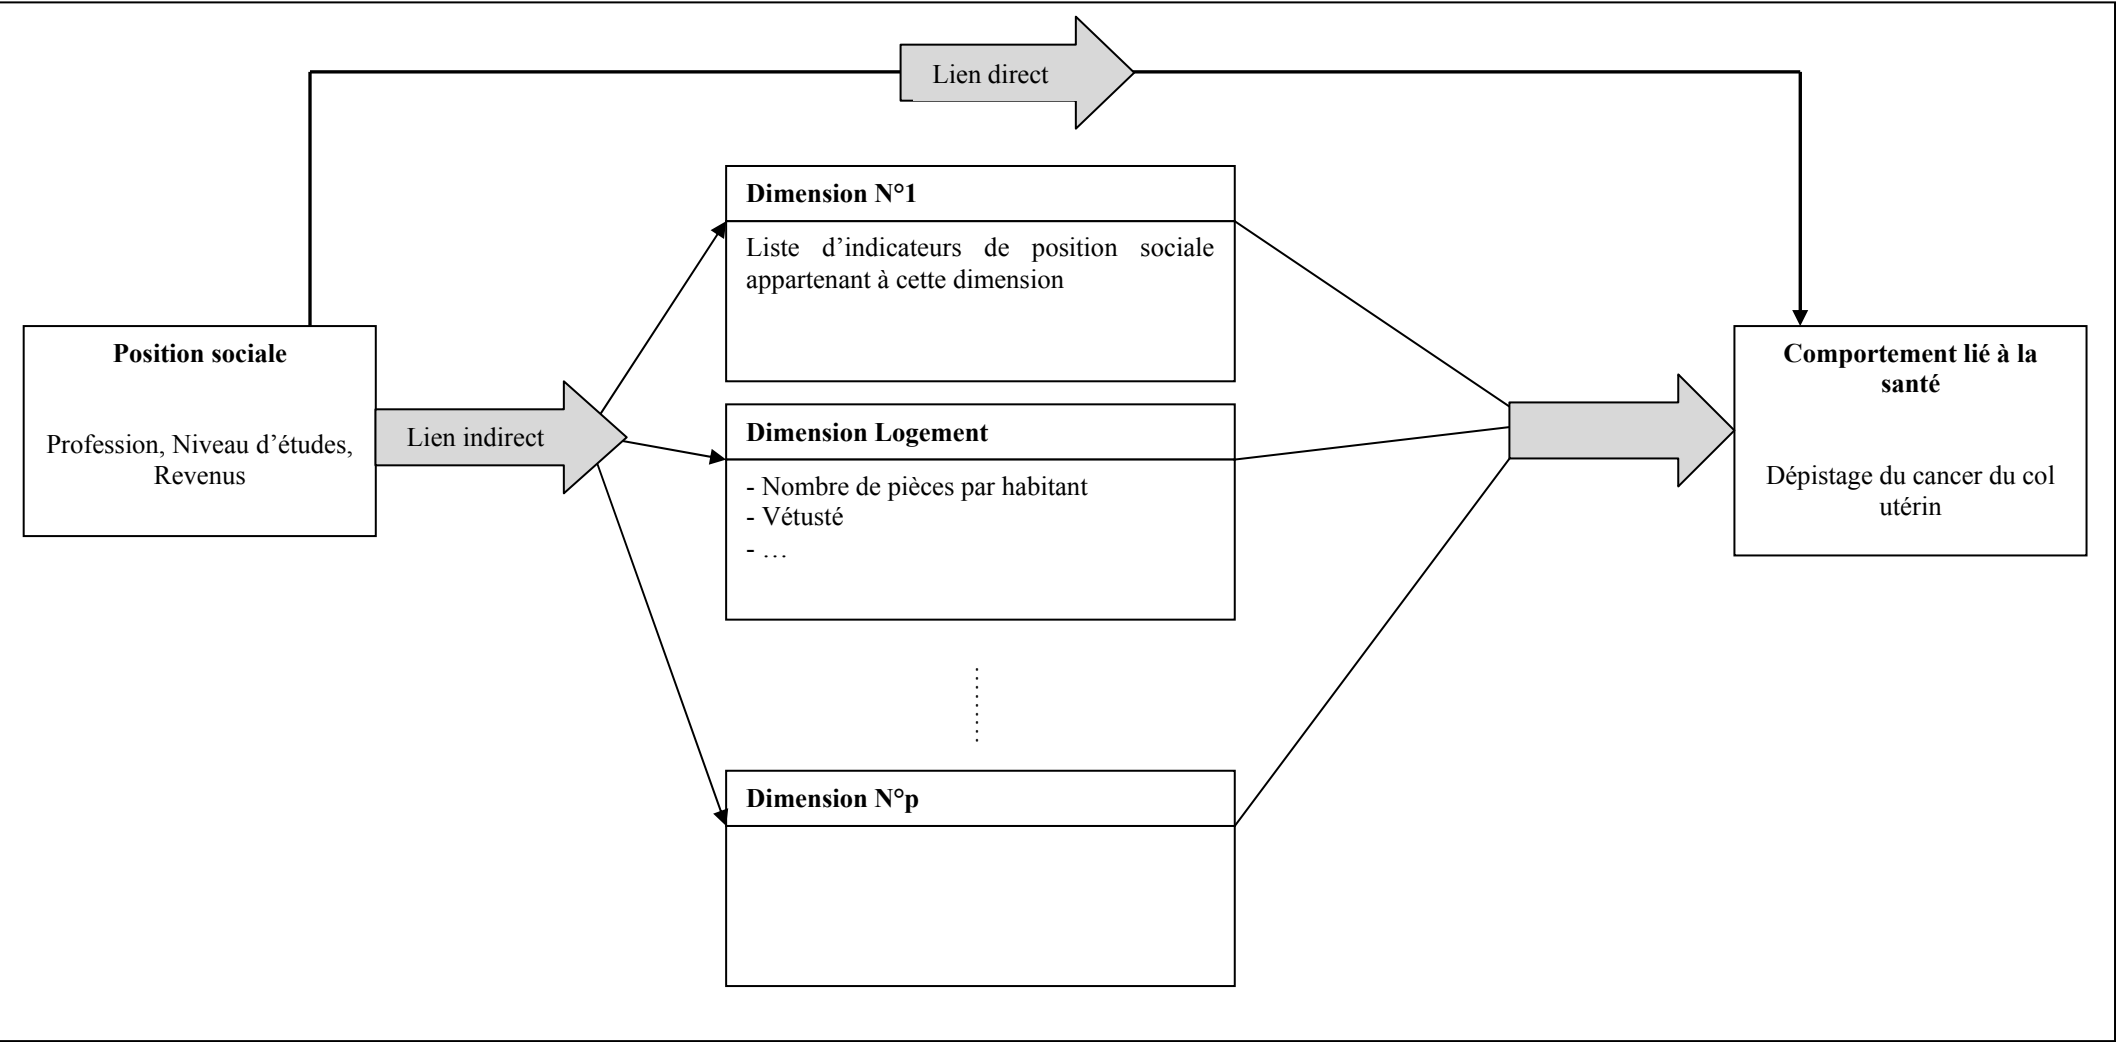 Lien direct
Dimension N°1
Liste d’indicateurs de position sociale
appartenant à cette dimension
Position sociale
Profession, Niveau d’études,
Revenus
Lien indirect
Dimension Logement
- Nombre de pièces par habitant
- Vétusté
- …
Comportement lié à la
santé
Dépistage du cancer du col
utérin
Dimension N°p